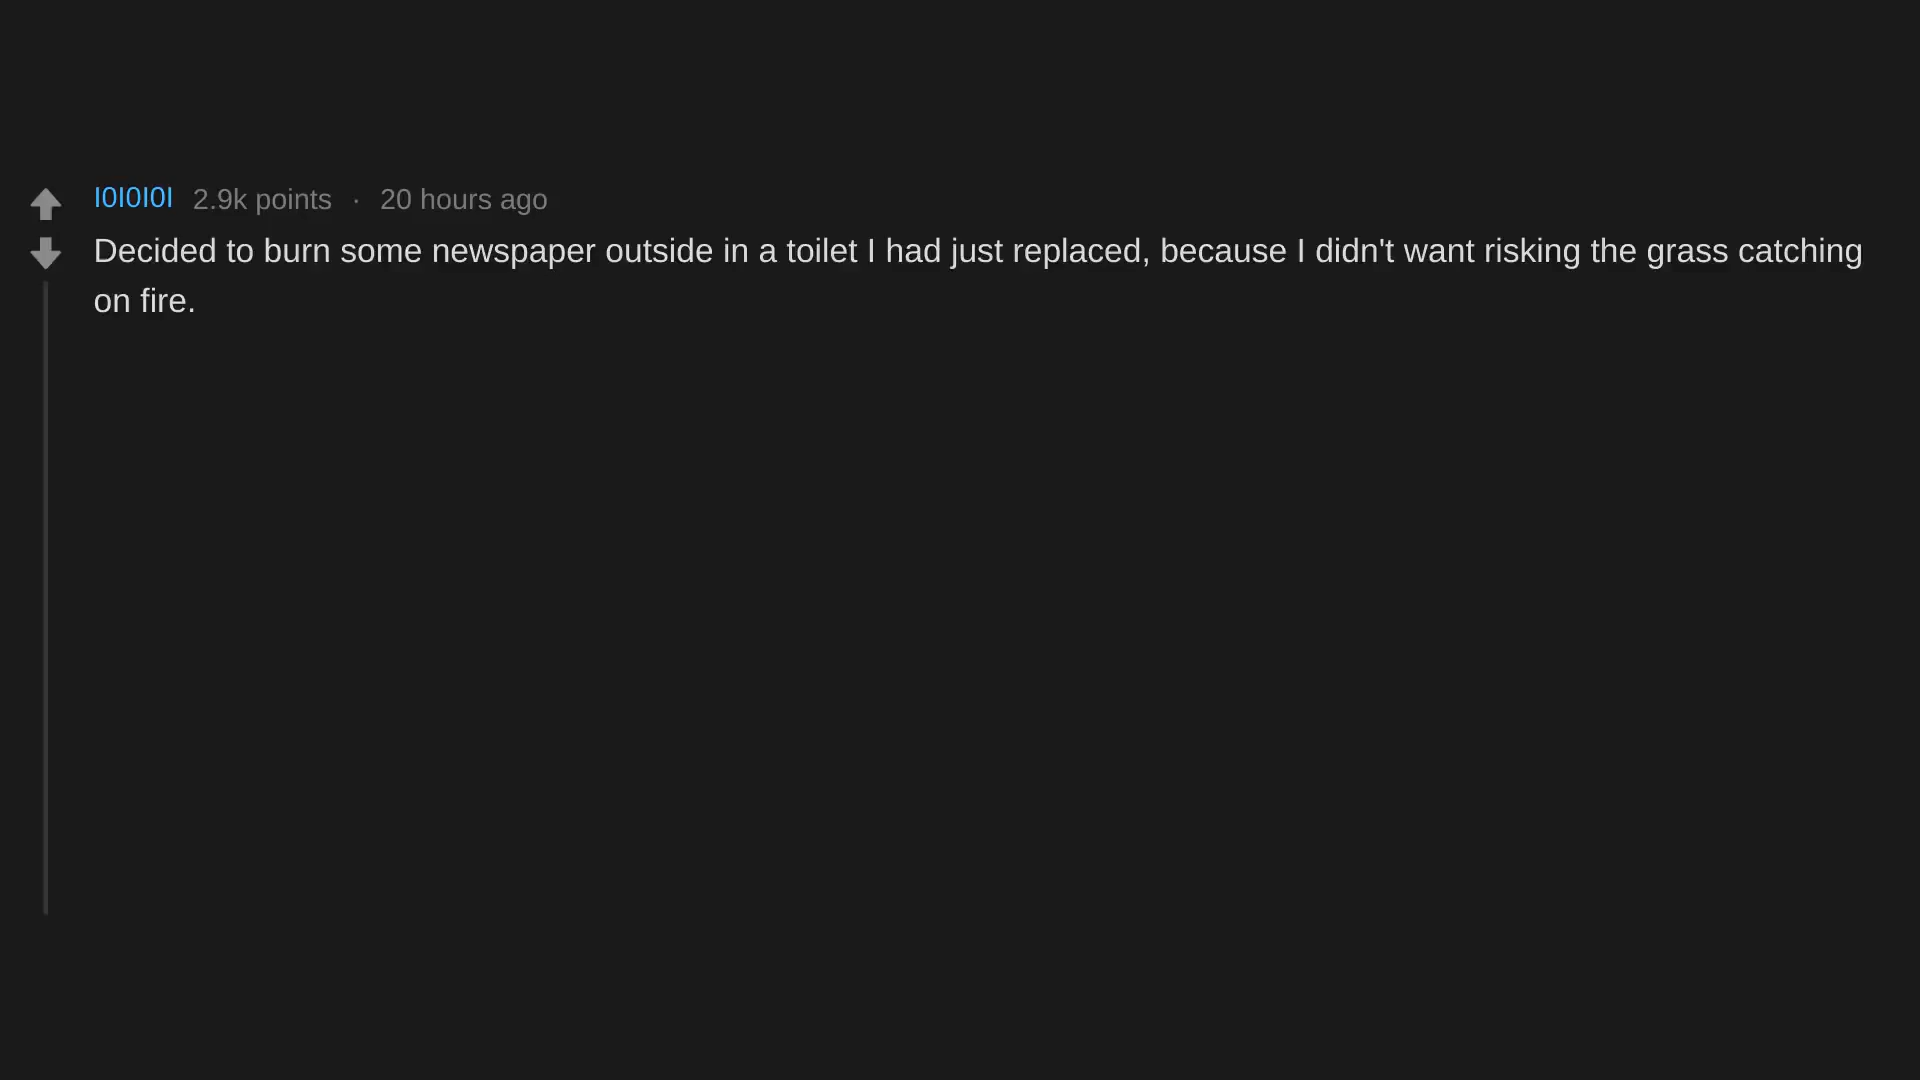 I0I0I0I 2.9k points · 20 hours ago
Decided to burn some newspaper outside in a toilet I had just replaced, because I didn't want risking the grass catching
on fire.